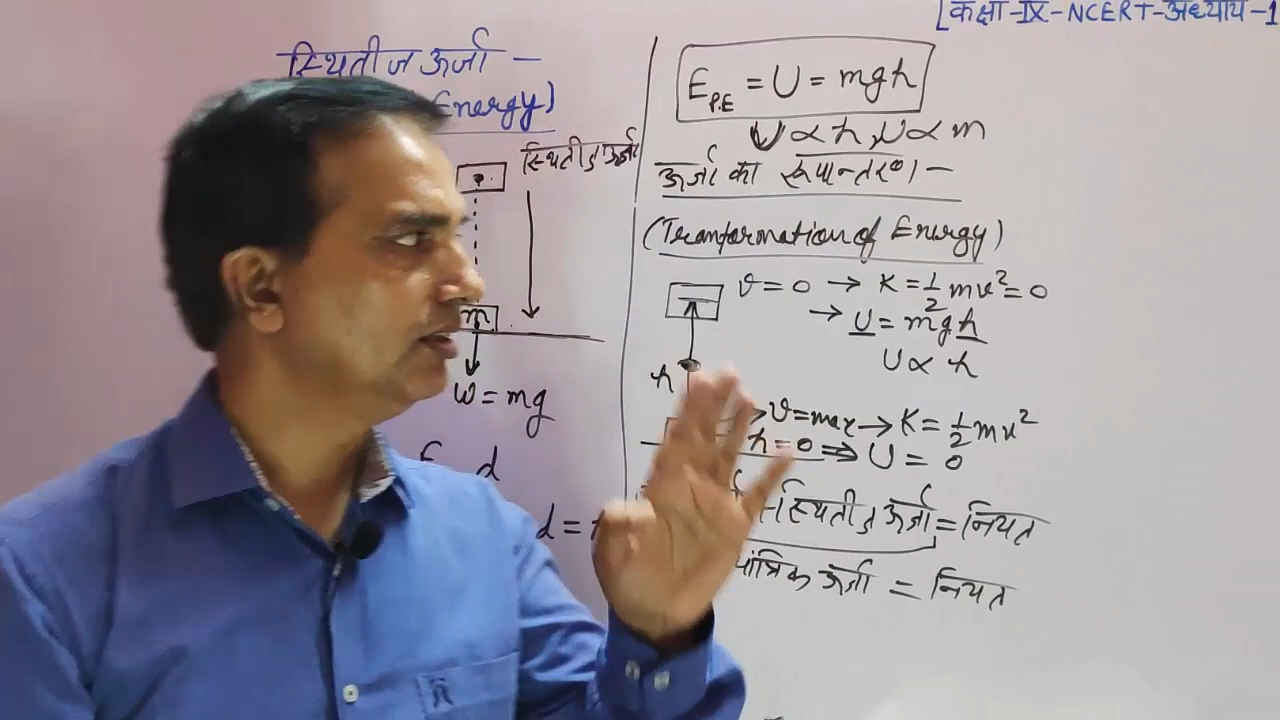 [कक्षा-IX-NCERT-अध्याय-1
स्थितीज ऊर्जा -
Energy)
स्थितीज ऊर्जा
m
W = mg
d
d =
E_P.E = U = mgh
U ∝ h, U ∝ m
ऊर्जा का रूपान्तरण -
(Tranformation of Energy)
v = 0 → K = 1/2 mv² = 0
→ U = mgh
U ∝ h
h
v = max → K = 1/2 mv²
h = 0 ⇒ U = 0
स्थितीज ऊर्जा = नियत
यांत्रिक ऊर्जा = नियत